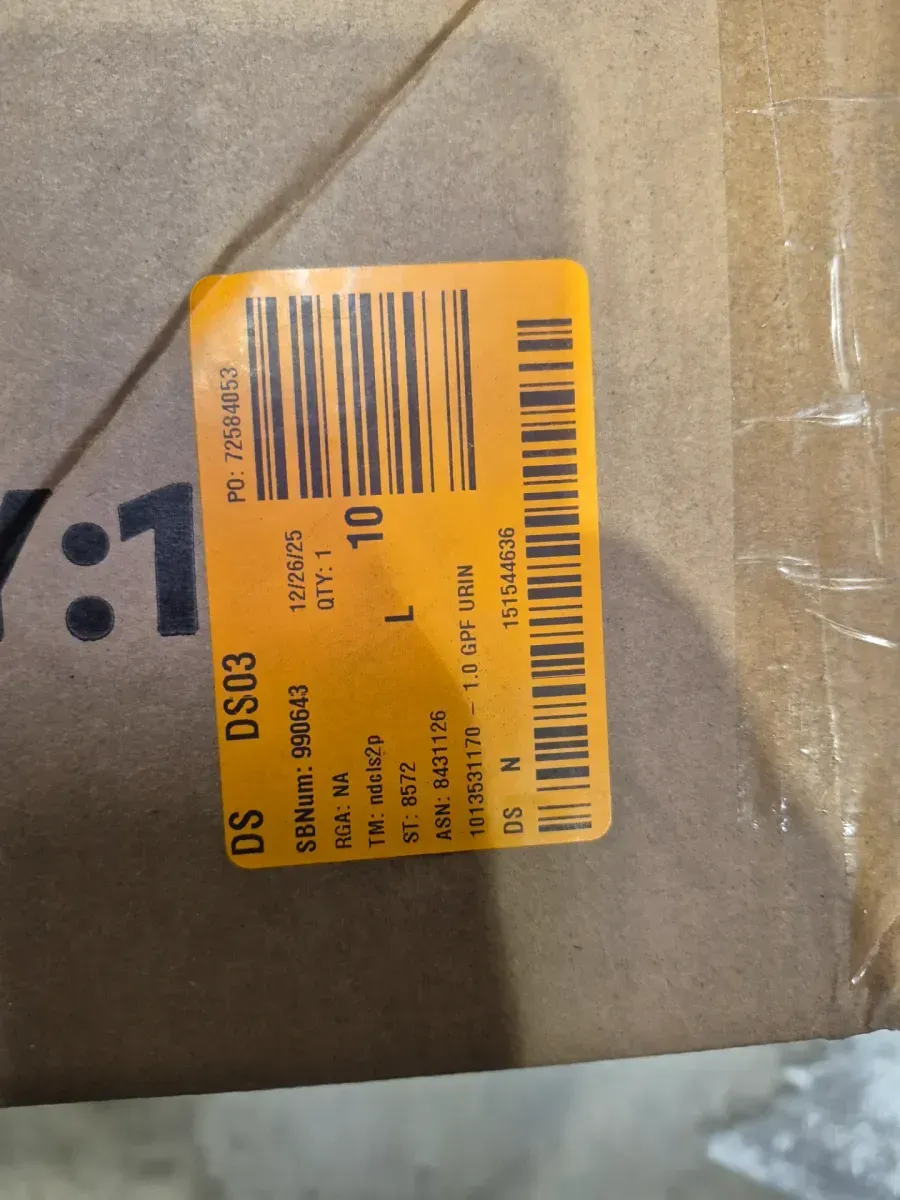 DS DS03 PO: 72584053
SBNum: 990643 12/26/25
RGA: NA QTY: 1
TM: ndcls2p 10
ST: 8572 L
ASN: 8431126
1013531170 - 1.0 GPF URIN
DS N 151544636
Y:1